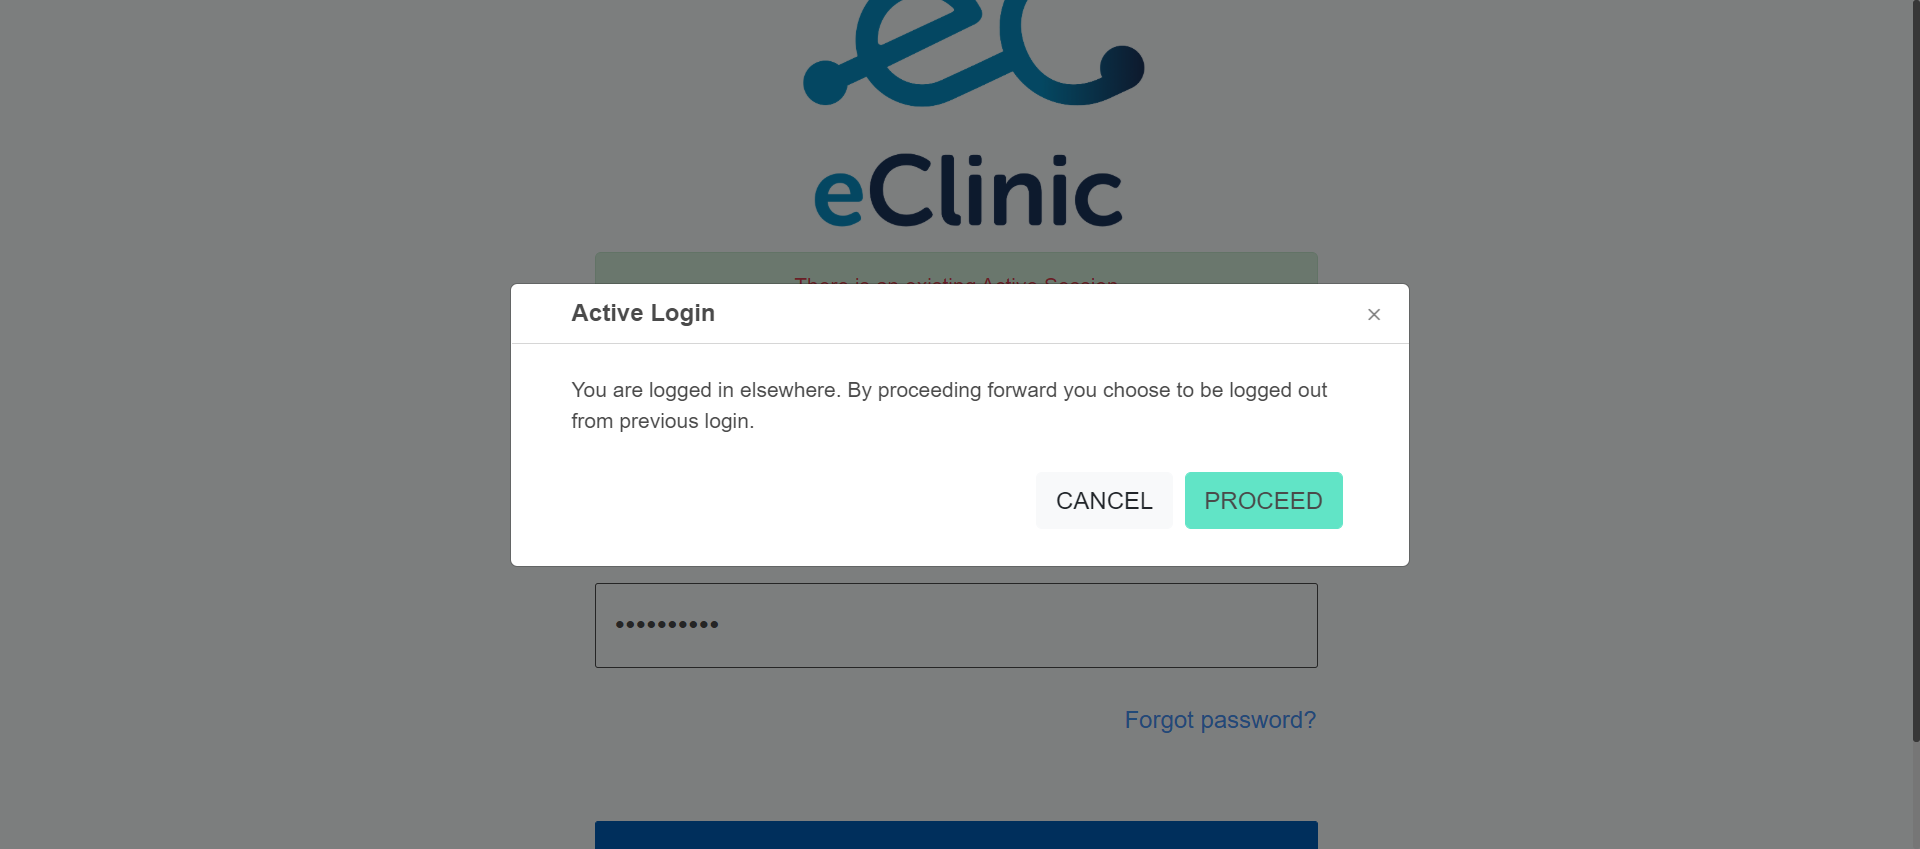 eClinic
There is an existing Active Session
Active Login
×
You are logged in elsewhere. By proceeding forward you choose to be logged out
from previous login.
CANCEL PROCEED
••••••••••
Forgot password?